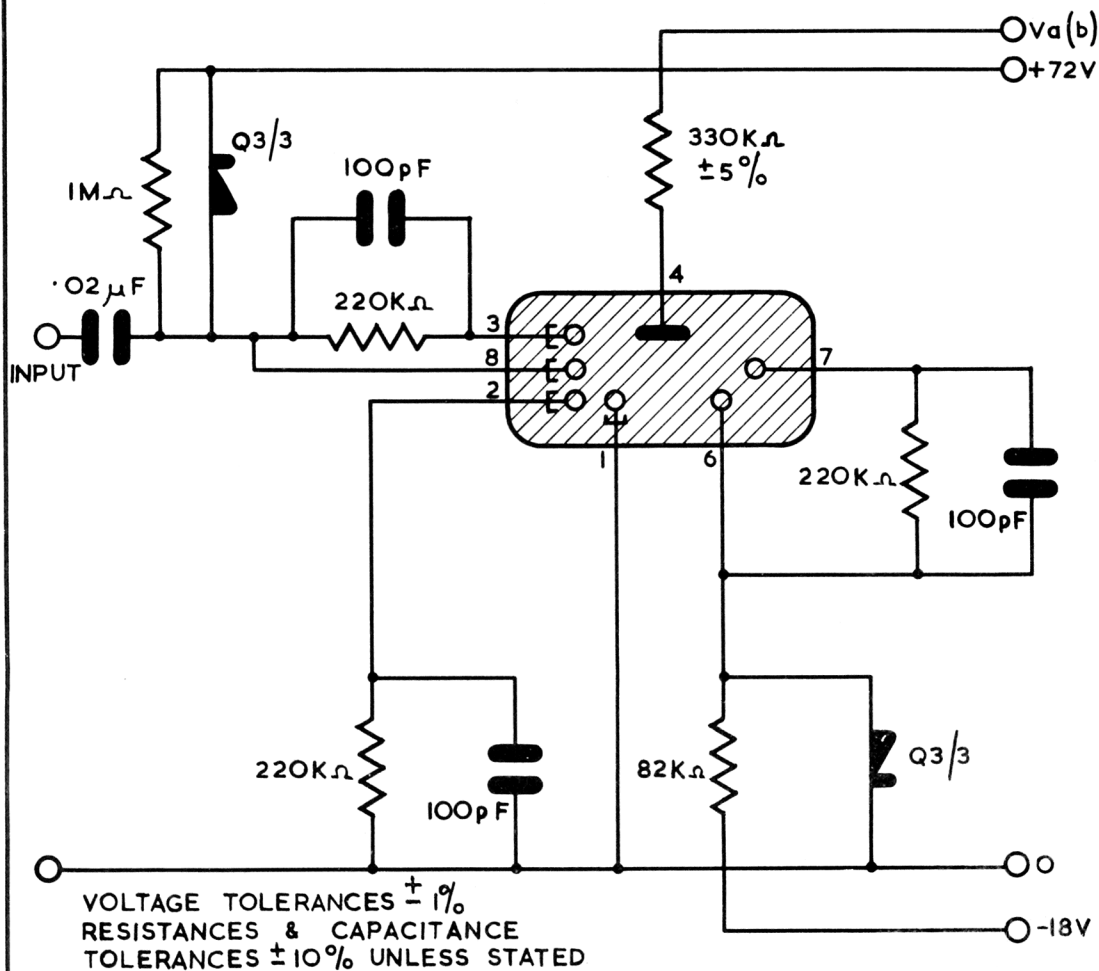 Va(b)
+72V
Q3/3
330KΩ
±5%
100pF
1MΩ
4
.02μF
220KΩ
3
INPUT
8
7
2
1
6
220KΩ
100pF
220KΩ
100pF
82KΩ
Q3/3
0
VOLTAGE TOLERANCES ± 1%
RESISTANCES & CAPACITANCE
TOLERANCES ±10% UNLESS STATED
-18V